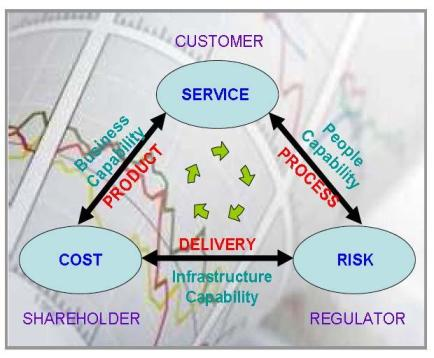 CUSTOMER
SERVICE
Business
Capability
PRODUCT
People
Capability
PROCESS
DELIVERY
COST
RISK
Infrastructure
Capability
SHAREHOLDER
REGULATOR